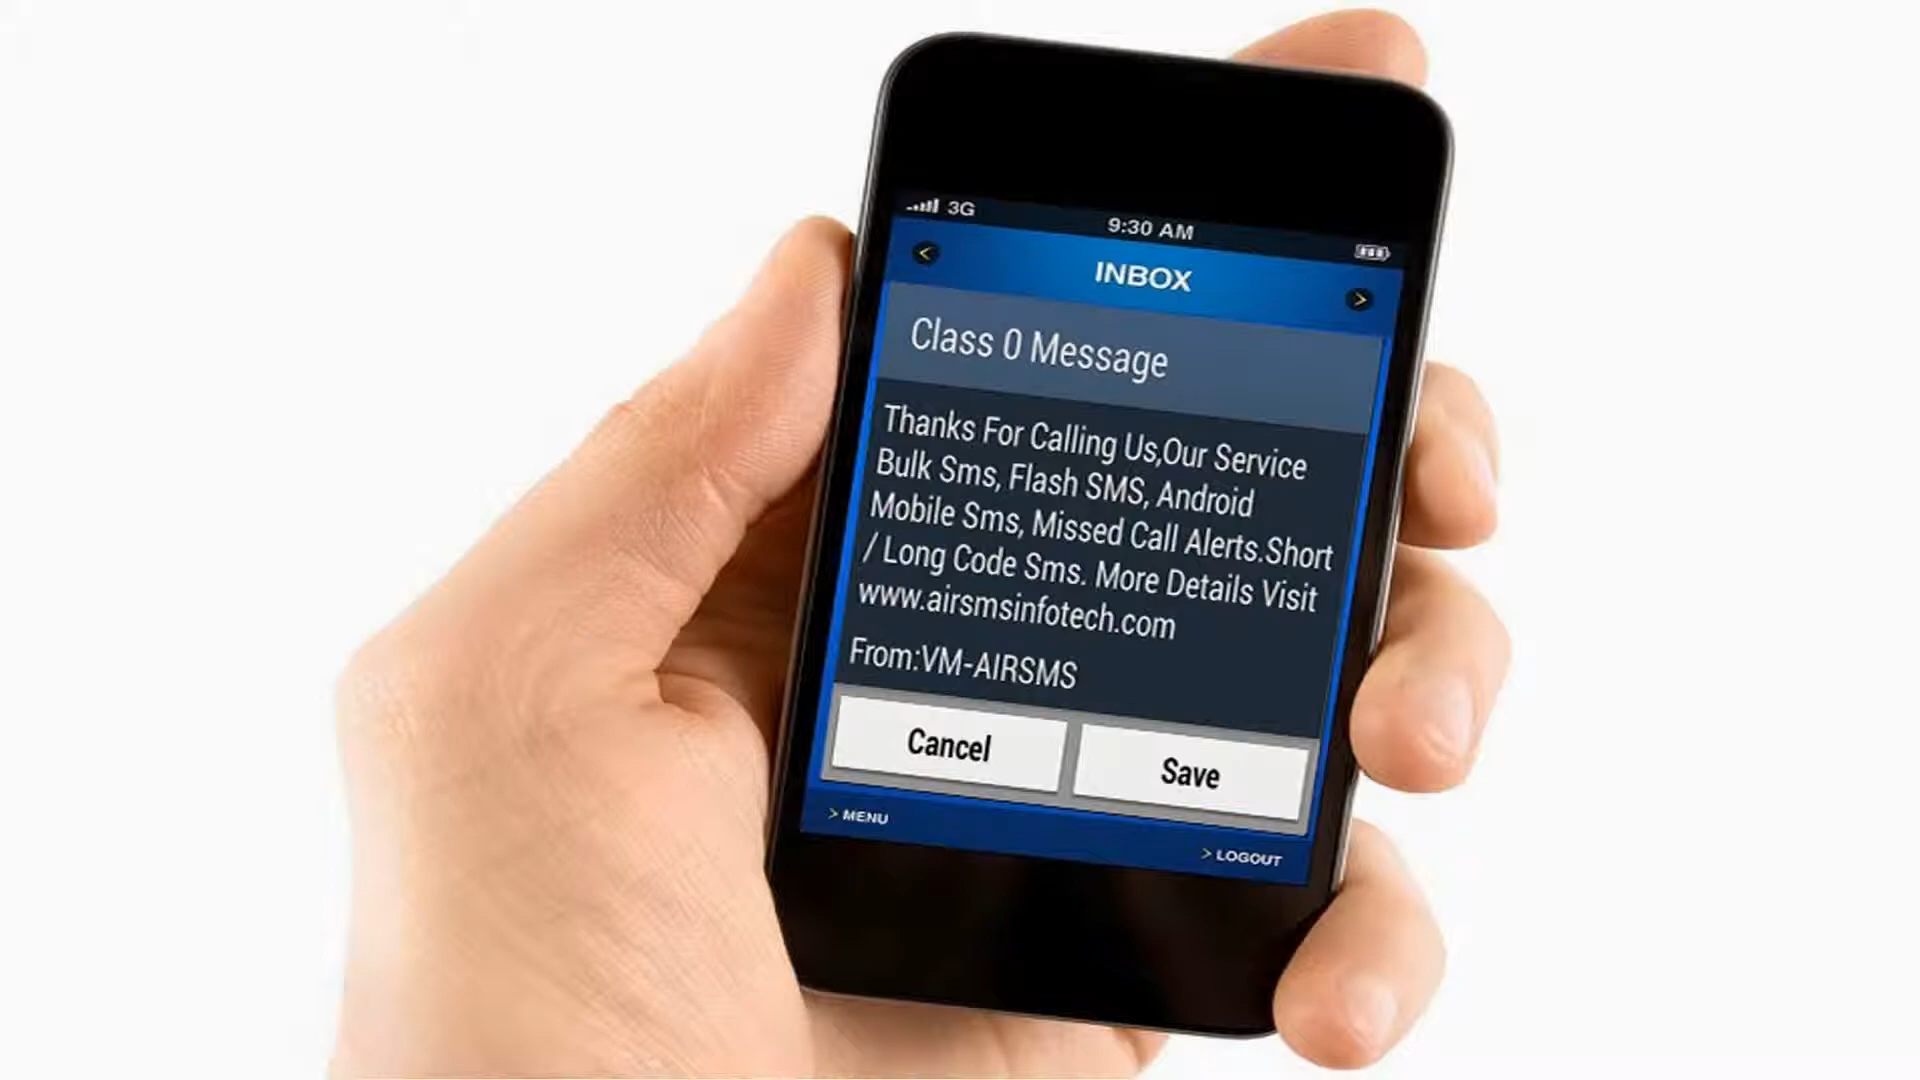 3G
9:30 AM
INBOX
Class 0 Message
Thanks For Calling Us,Our Service
Bulk Sms, Flash SMS, Android
Mobile Sms, Missed Call Alerts.Short
/ Long Code Sms. More Details Visit
www.airsmsinfotech.com
From:VM-AIRSMS
Cancel
Save
> MENU
> LOGOUT